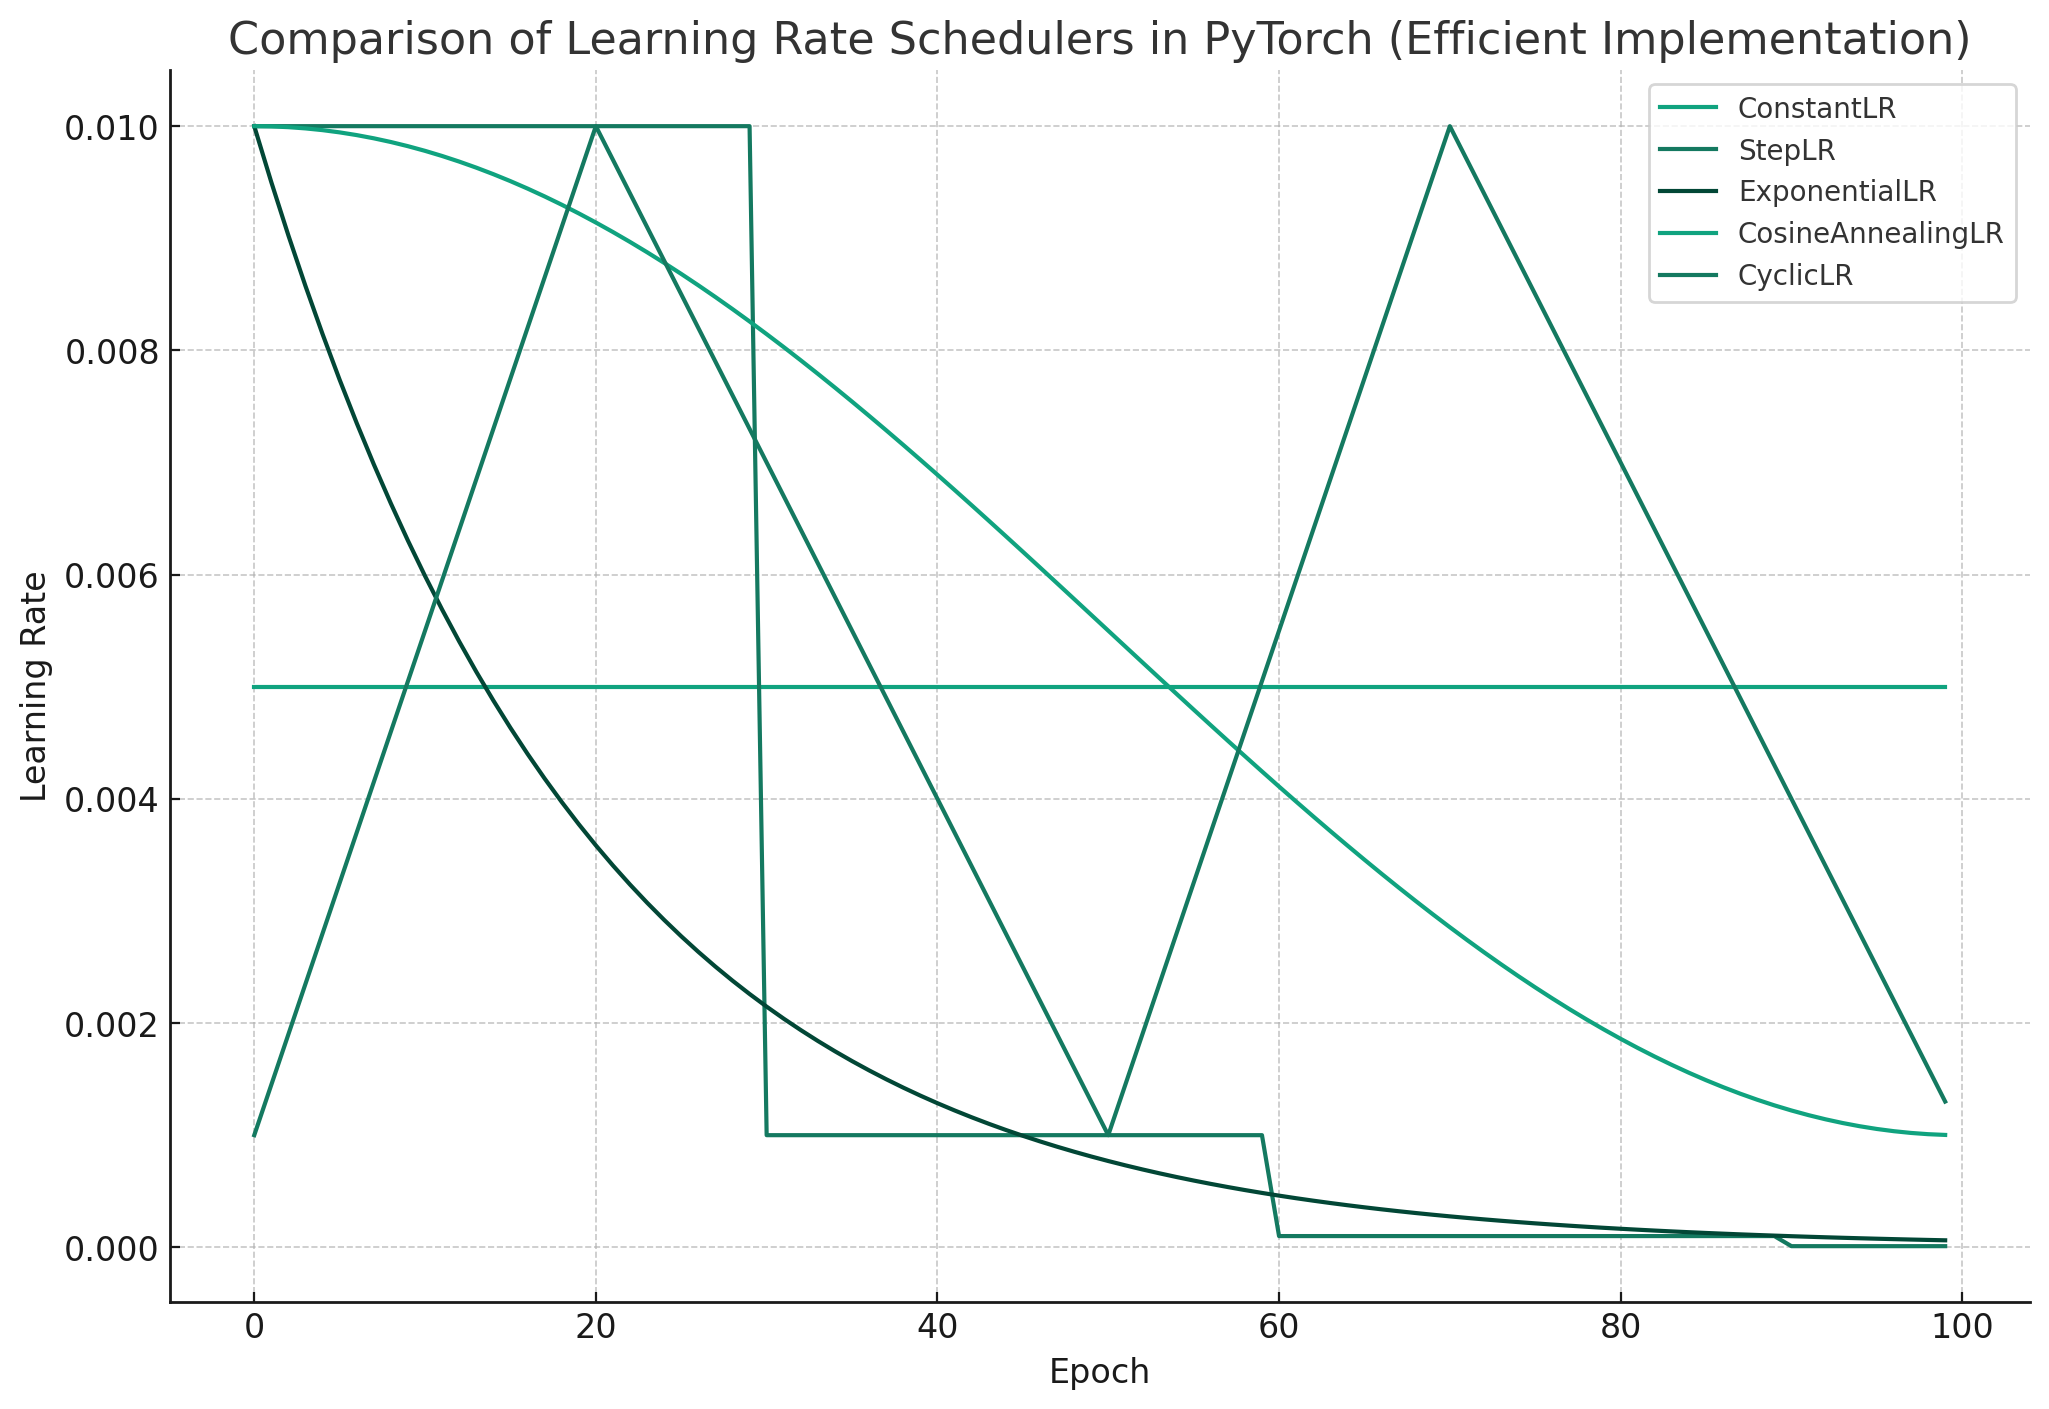 Comparison of Learning Rate Schedulers in PyTorch (Efficient Implementation)
ConstantLR
StepLR
ExponentialLR
CosineAnnealingLR
CyclicLR
Learning Rate
0.010
0.008
0.006
0.004
0.002
0.000
0 20 40 60 80 100
Epoch